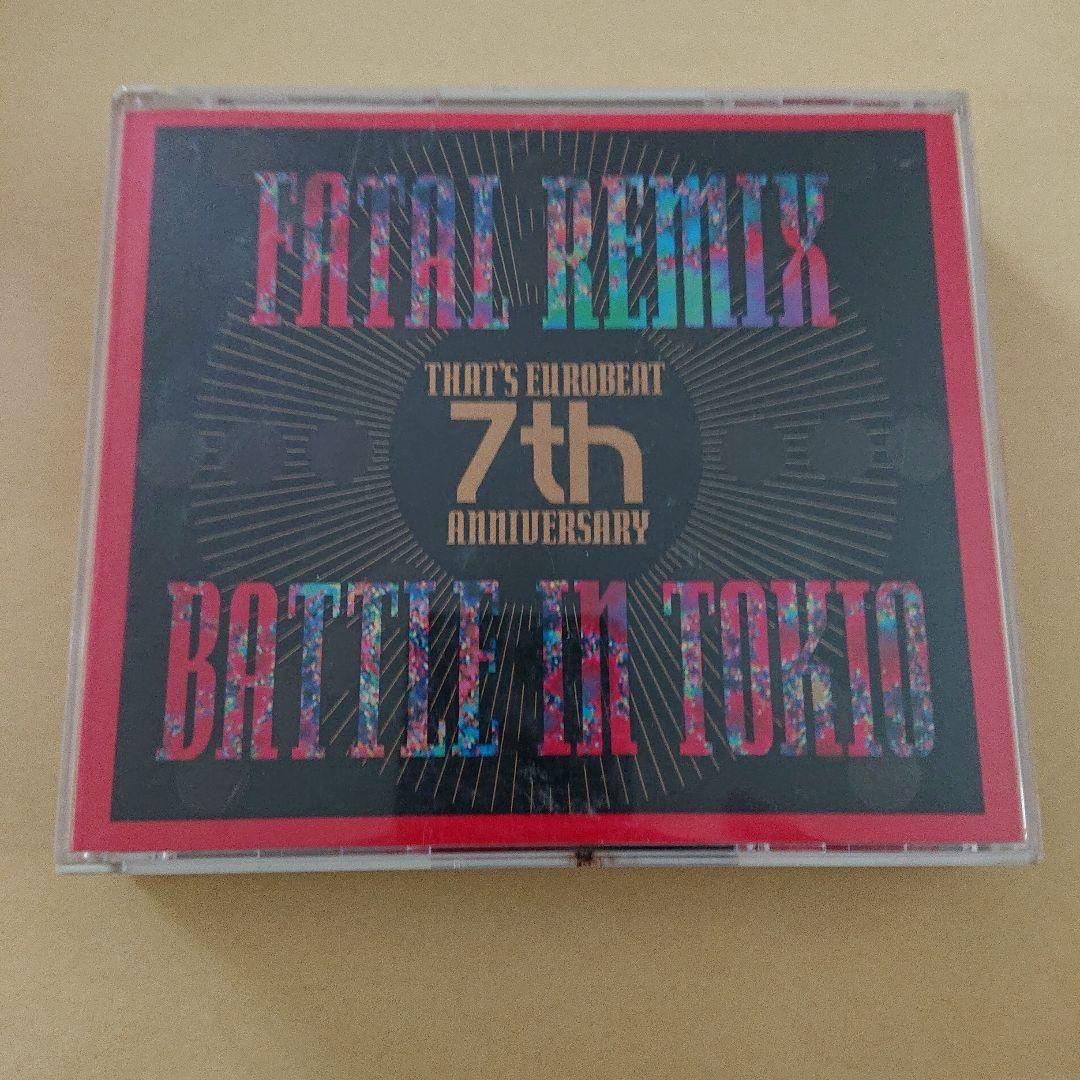 FATAL REMIX
THAT'S EUROBEAT
7th
ANNIVERSARY
BATTLE IN TOKIO